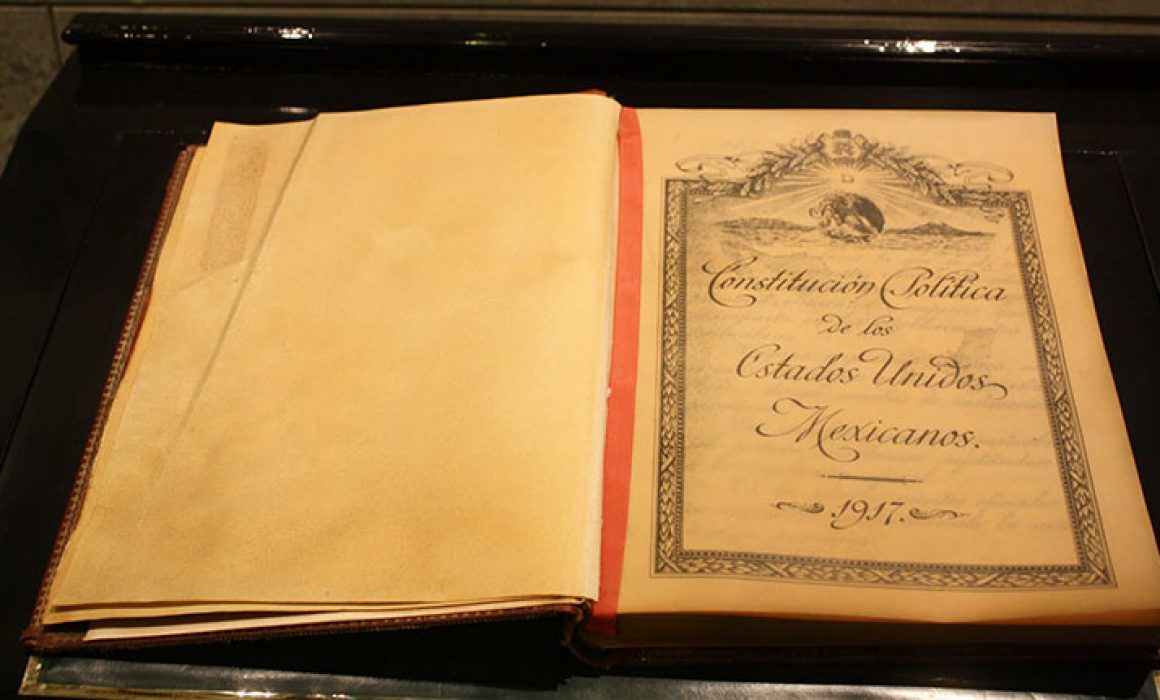 Constitución Política
de los
Estados Unidos
Mexicanos.
1917.